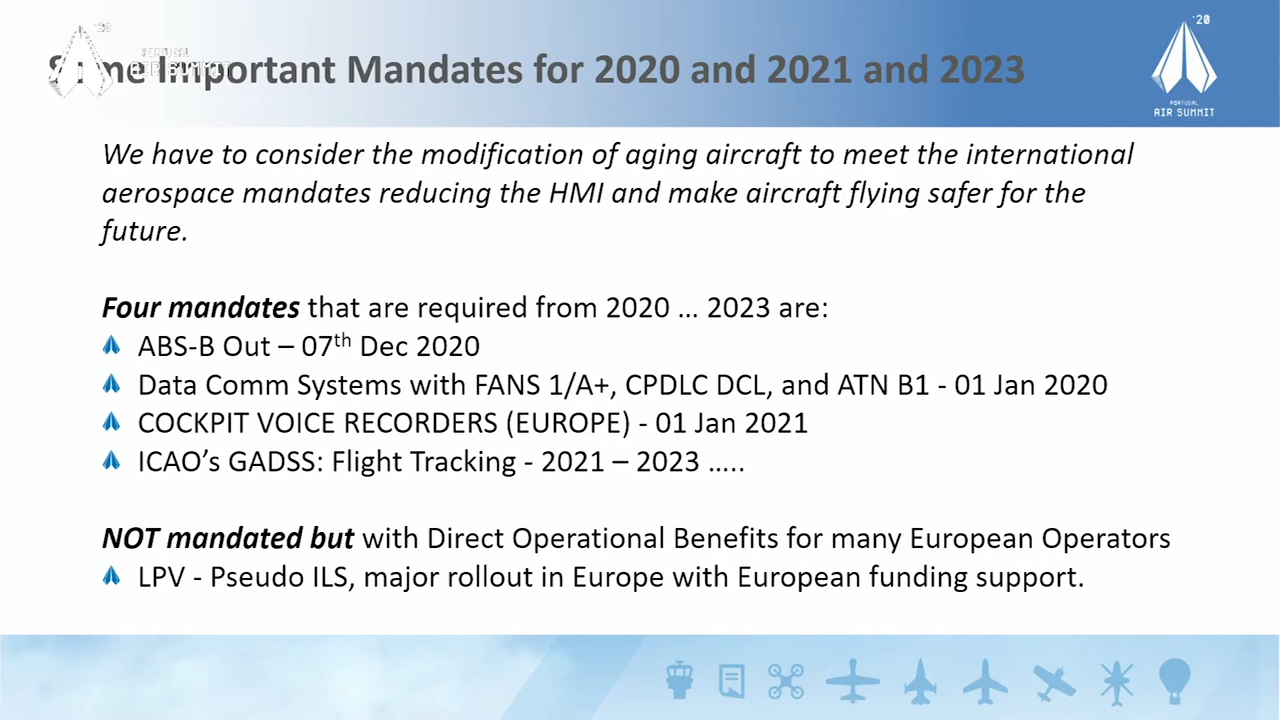 '20
PORTUGAL
AIR SUMMIT
Some Important Mandates for 2020 and 2021 and 2023
'20
PORTUGAL
AIR SUMMIT
We have to consider the modification of aging aircraft to meet the international
aerospace mandates reducing the HMI and make aircraft flying safer for the
future.
Four mandates that are required from 2020 … 2023 are:
ABS-B Out – 07th Dec 2020
Data Comm Systems with FANS 1/A+, CPDLC DCL, and ATN B1 - 01 Jan 2020
COCKPIT VOICE RECORDERS (EUROPE) - 01 Jan 2021
ICAO’s GADSS: Flight Tracking - 2021 – 2023 …..
NOT mandated but with Direct Operational Benefits for many European Operators
LPV - Pseudo ILS, major rollout in Europe with European funding support.